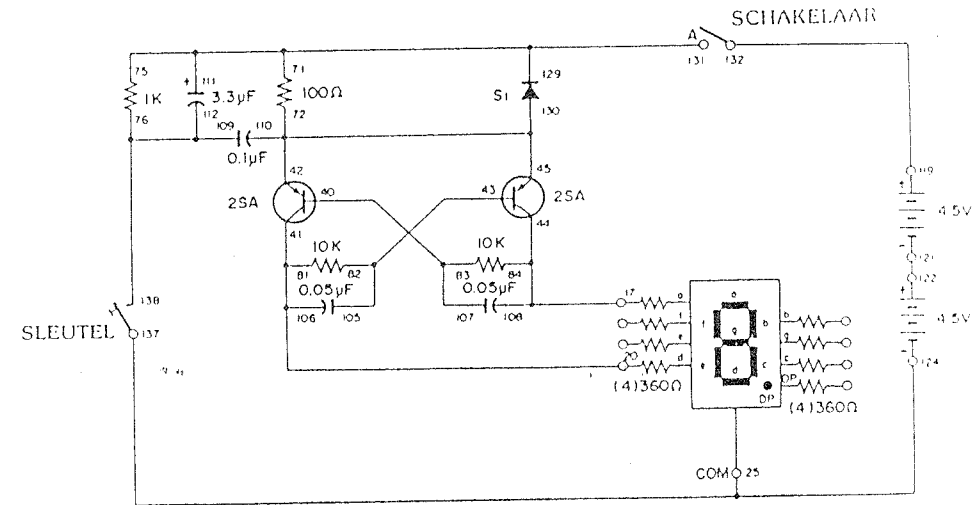 SCHAKELAAR
A
131 132
75
1K
76
111
+
3.3µF
112
109 110
0.1µF
71
100Ω
72
129
S1
130
42
2SA
40
41
45
43
2SA
44
10K
81 82
0.05µF
106 105
10K
83 84
0.05µF
107 108
119
+
4.5V
-
121
122
+
4.5V
-
124
138
SLEUTEL
137
17
a
f
e
d
20
(4)360Ω
a
f g b
e d c
DP
b
g
c
DP
(4)360Ω
COM 25